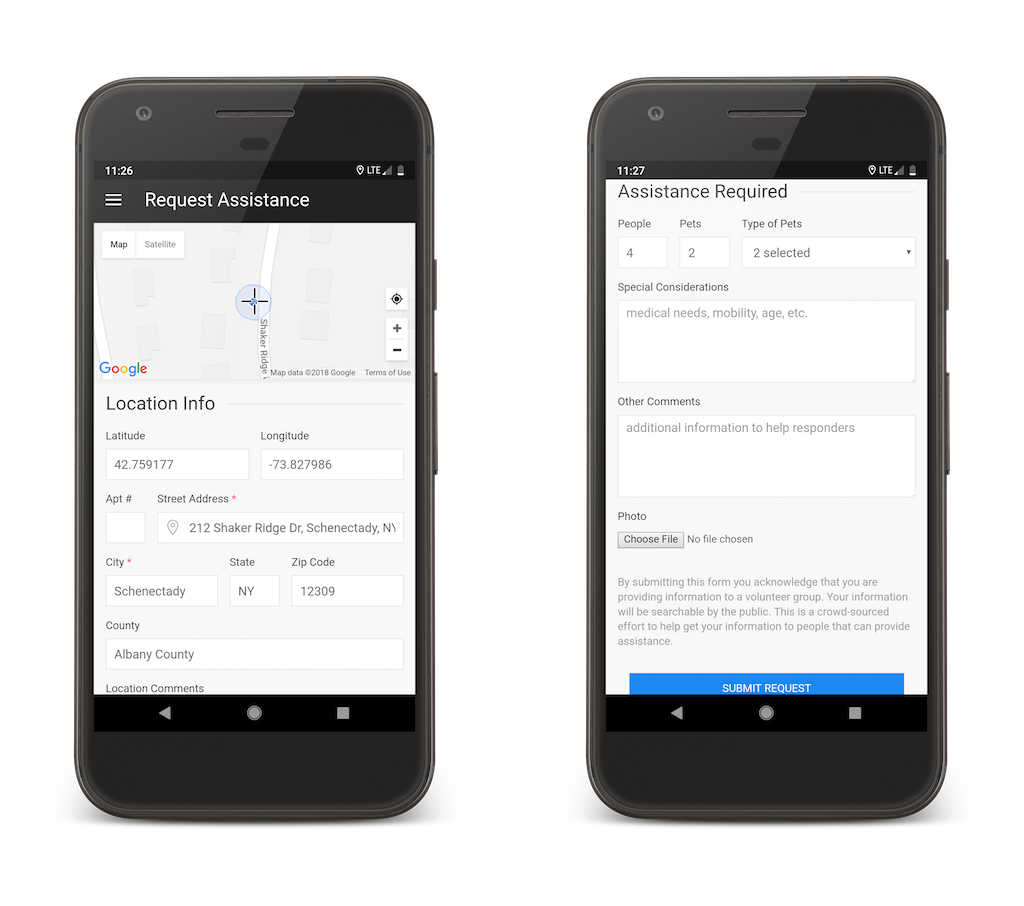 11:26
LTE
Request Assistance
Map
Satellite
Shaker Ridge
Google
Map data ©2018 Google
Terms of Use
Location Info
Latitude
Longitude
42.759177
-73.827986
Apt #
Street Address *
212 Shaker Ridge Dr, Schenectady, NY
City *
State
Zip Code
Schenectady
NY
12309
County
Albany County
Location Comments
11:27
LTE
Assistance Required
People
Pets
Type of Pets
4
2
2 selected
Special Considerations
medical needs, mobility, age, etc.
Other Comments
additional information to help responders
Photo
Choose File No file chosen
By submitting this form you acknowledge that you are
providing information to a volunteer group. Your information
will be searchable by the public. This is a crowd-sourced
effort to help get your information to people that can provide
assistance.
SUBMIT REQUEST